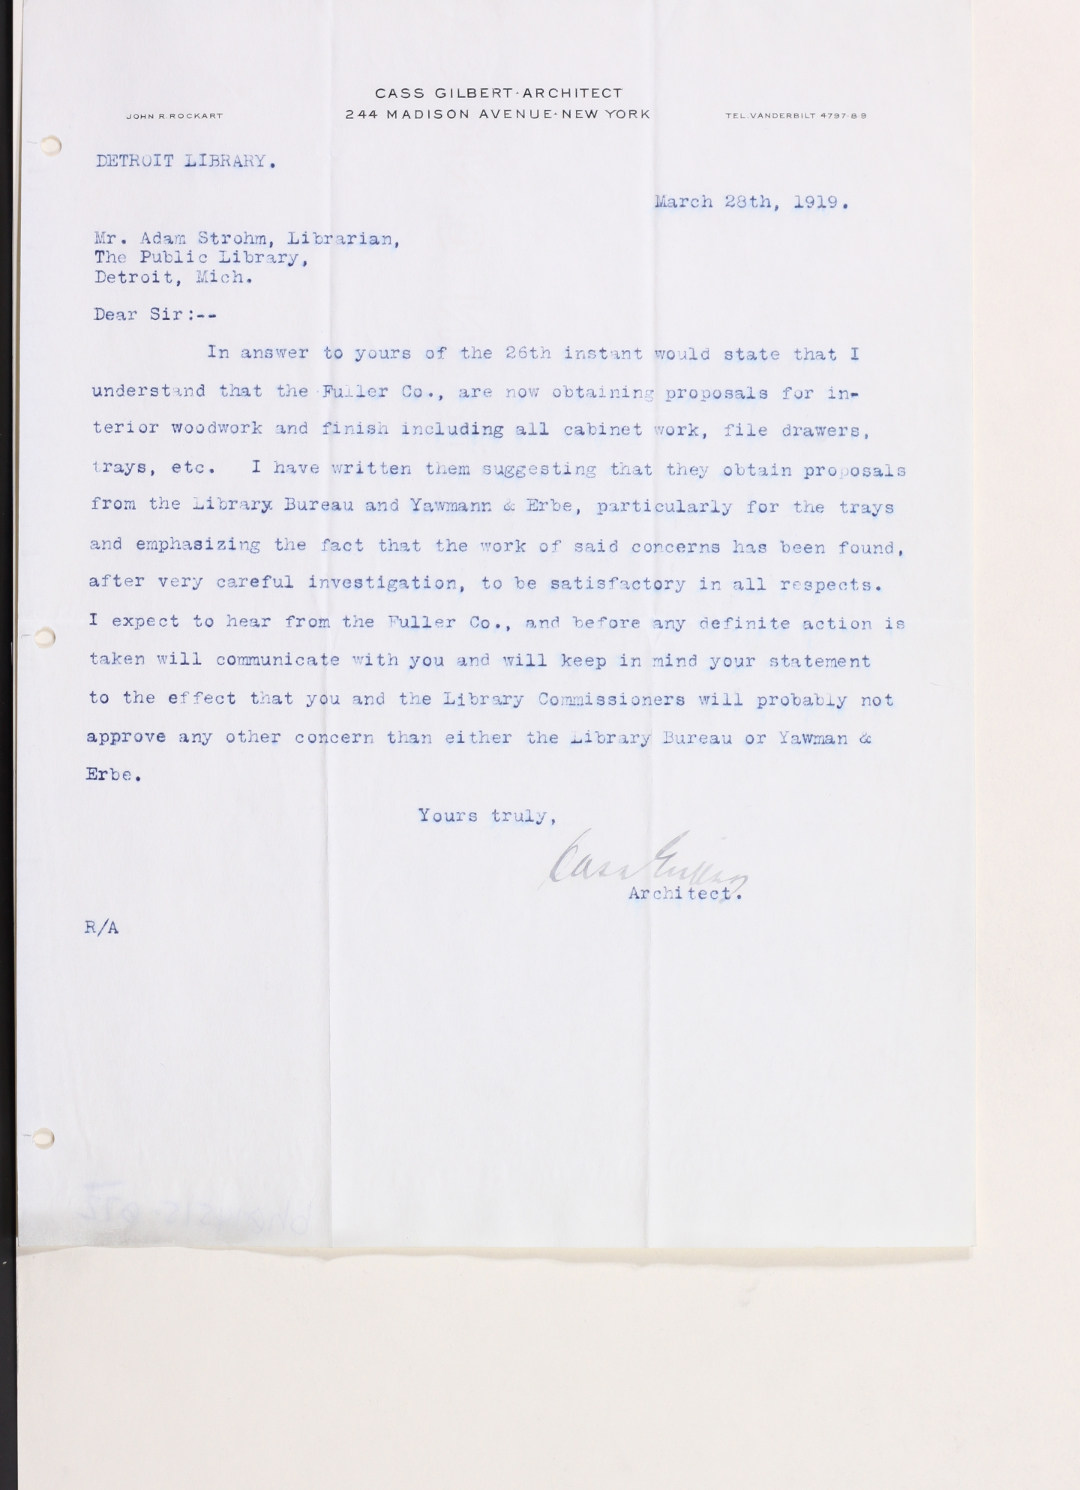 CASS GILBERT·ARCHITECT
JOHN R. ROCKART
244 MADISON AVENUE·NEW YORK
TEL. VANDERBILT 4797-8-9
DETROIT LIBRARY.
March 28th, 1919.
Mr. Adam Strohm, Librarian,
The Public Library,
Detroit, Mich.
Dear Sir:--
In answer to yours of the 26th instant would state that I
understand that the Fuller Co., are now obtaining proposals for in-
terior woodwork and finish including all cabinet work, file drawers,
trays, etc. I have written them suggesting that they obtain proposals
from the Library Bureau and Yawmann & Erbe, particularly for the trays
and emphasizing the fact that the work of said concerns has been found,
after very careful investigation, to be satisfactory in all respects.
I expect to hear from the Fuller Co., and before any definite action is
taken will communicate with you and will keep in mind your statement
to the effect that you and the Library Commissioners will probably not
approve any other concern than either the Library Bureau or Yawman &
Erbe.
Yours truly,
Cass Gilbert
Architect.
R/A